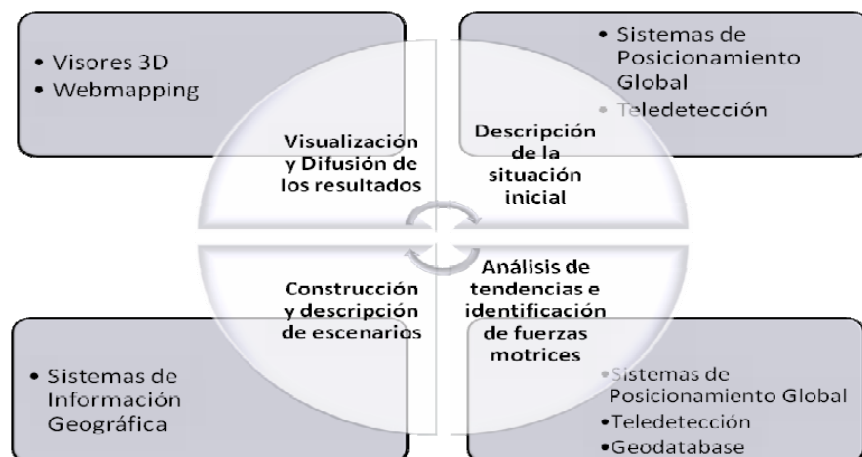 • Visores 3D
• Webmapping
• Sistemas de
Posicionamiento
Global
• Teledetección
Visualización
y Difusión de
los resultados
Descripción
de la
situación
inicial
Construcción
y descripción
de escenarios
Análisis de
tendencias e
identificación
de fuerzas
motrices
• Sistemas de
Información
Geográfica
•Sistemas de
Posicionamiento Global
•Teledetección
•Geodatabase